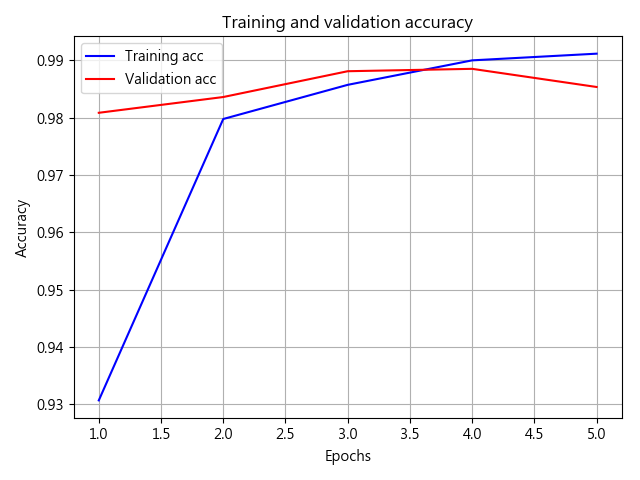 Training and validation accuracy
Training acc
Validation acc
0.99
0.98
0.97
0.96
0.95
0.94
0.93
Accuracy
1.0 1.5 2.0 2.5 3.0 3.5 4.0 4.5 5.0
Epochs